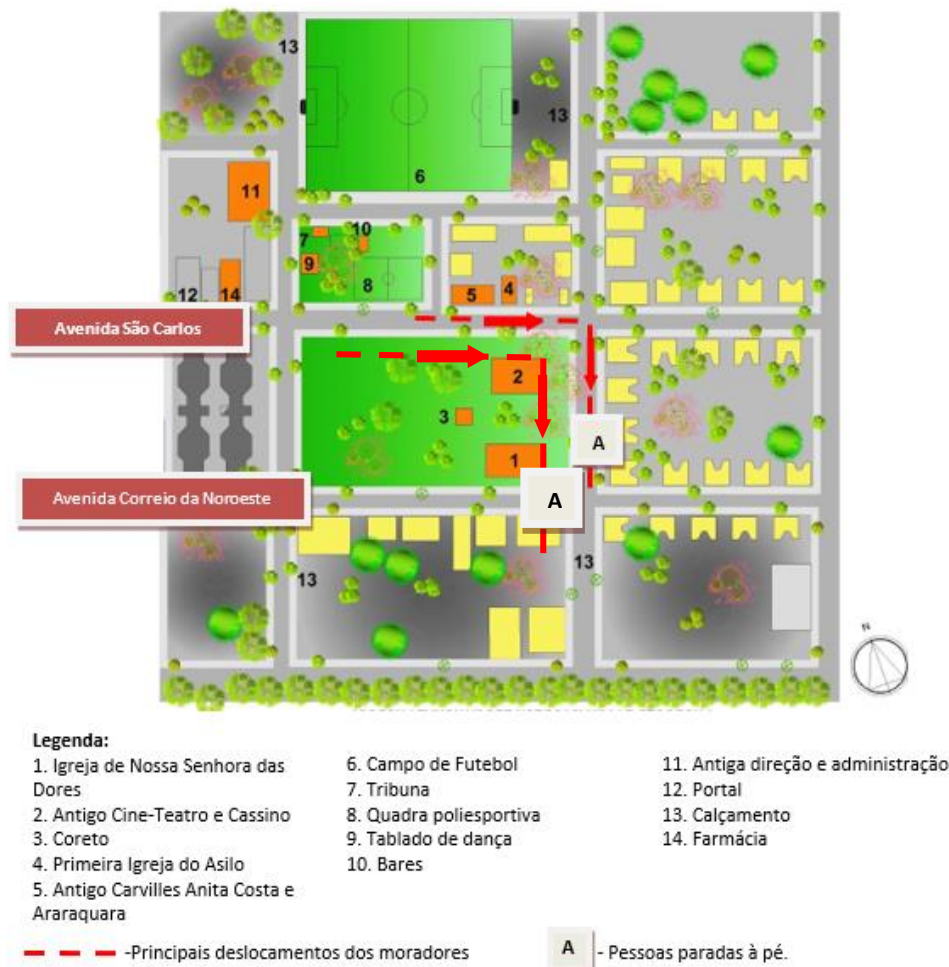 13
13
6
11
7
10
9
8
12
14
5
4
Avenida São Carlos
2
3
1
A
A
Avenida Correio da Noroeste
13
13
N
Legenda:
1. Igreja de Nossa Senhora das
Dores
2. Antigo Cine-Teatro e Cassino
3. Coreto
4. Primeira Igreja do Asilo
5. Antigo Carvilles Anita Costa e
Araraquara
6. Campo de Futebol
7. Tribuna
8. Quadra poliesportiva
9. Tablado de dança
10. Bares
11. Antiga direção e administração
12. Portal
13. Calçamento
14. Farmácia
-Principais deslocamentos dos moradores
A - Pessoas paradas à pé.